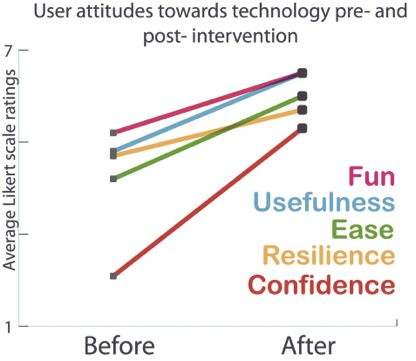 User attitudes towards technology pre- and
post- intervention
7
Average Likert scale ratings
Fun
Usefulness
Ease
Resilience
Confidence
1
Before After